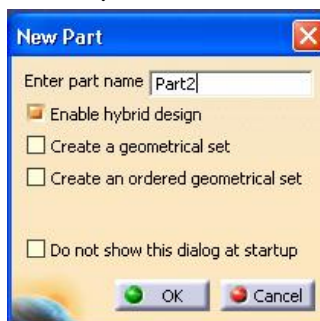 New Part
Enter part name Part2
Enable hybrid design
Create a geometrical set
Create an ordered geometrical set
Do not show this dialog at startup
OK Cancel